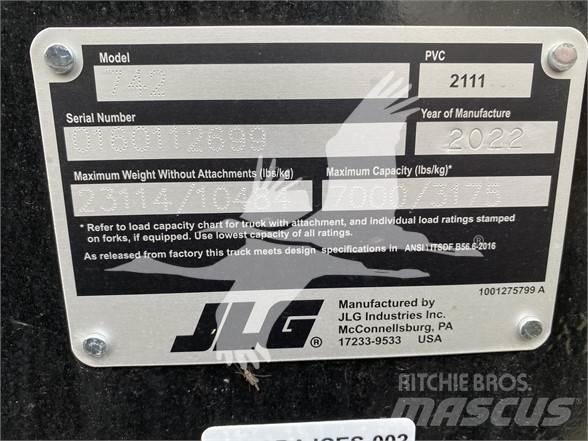 Model
742
PVC
2111
Serial Number
0160112699
Year of Manufacture
2022
Maximum Weight Without Attachments (lbs/kg)
23114/
Maximum Capacity (lbs/kg)*
7000/3175
* Refer to load capacity chart for truck with attachment, and individual load ratings stamped
on forks, if equipped. Use lowest capacity of all ratings.
As released from factory this truck meets design specifications in ANSI / ITSDF B56.6-2016
1001275799 A
JLG ®
Manufactured by
JLG Industries Inc.
McConnellsburg, PA
17233-9533 USA
RITCHIE BROS.
MASCUS